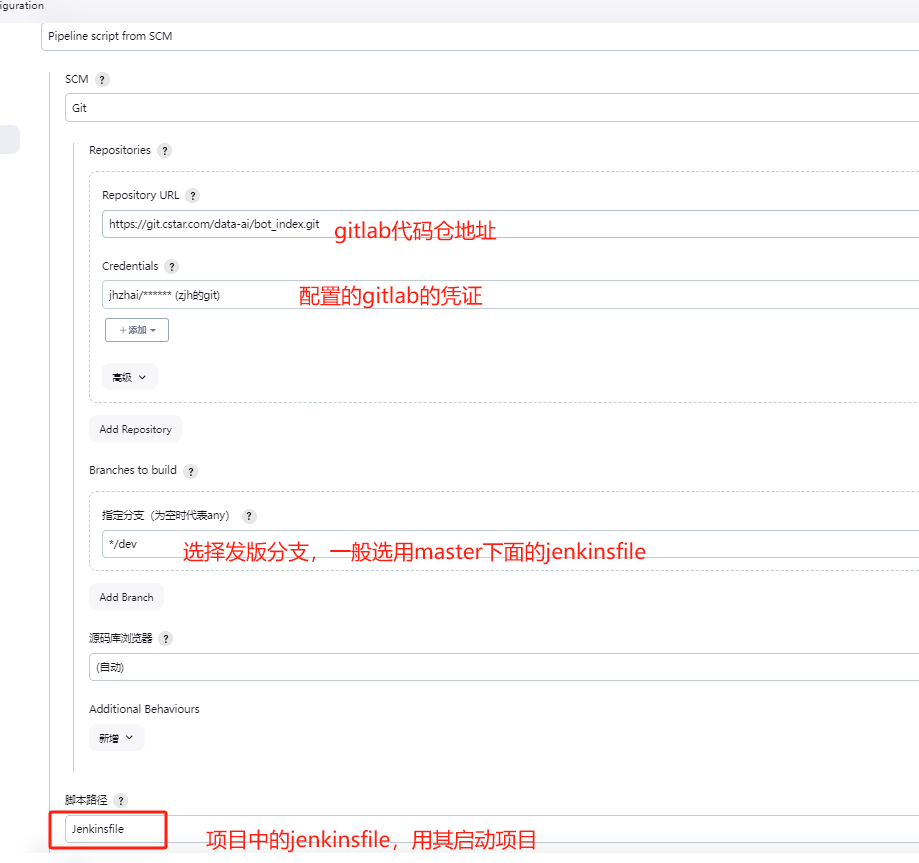 iguration
Pipeline script from SCM
SCM ?
Git
Repositories ?
Repository URL ?
https://git.cstar.com/data-ai/bot_index.git gitlab代码仓地址
Credentials ?
jhzhai/****** (zjh的git) 配置的gitlab的凭证
+添加
高级
Add Repository
Branches to build ?
指定分支（为空时代表any） ?
*/dev 选择发版分支，一般选用master下面的jenkinsfile
Add Branch
源码库浏览器 ?
(自动)
Additional Behaviours
新增
脚本路径 ?
Jenkinsfile 项目中的jenkinsfile，用其启动项目